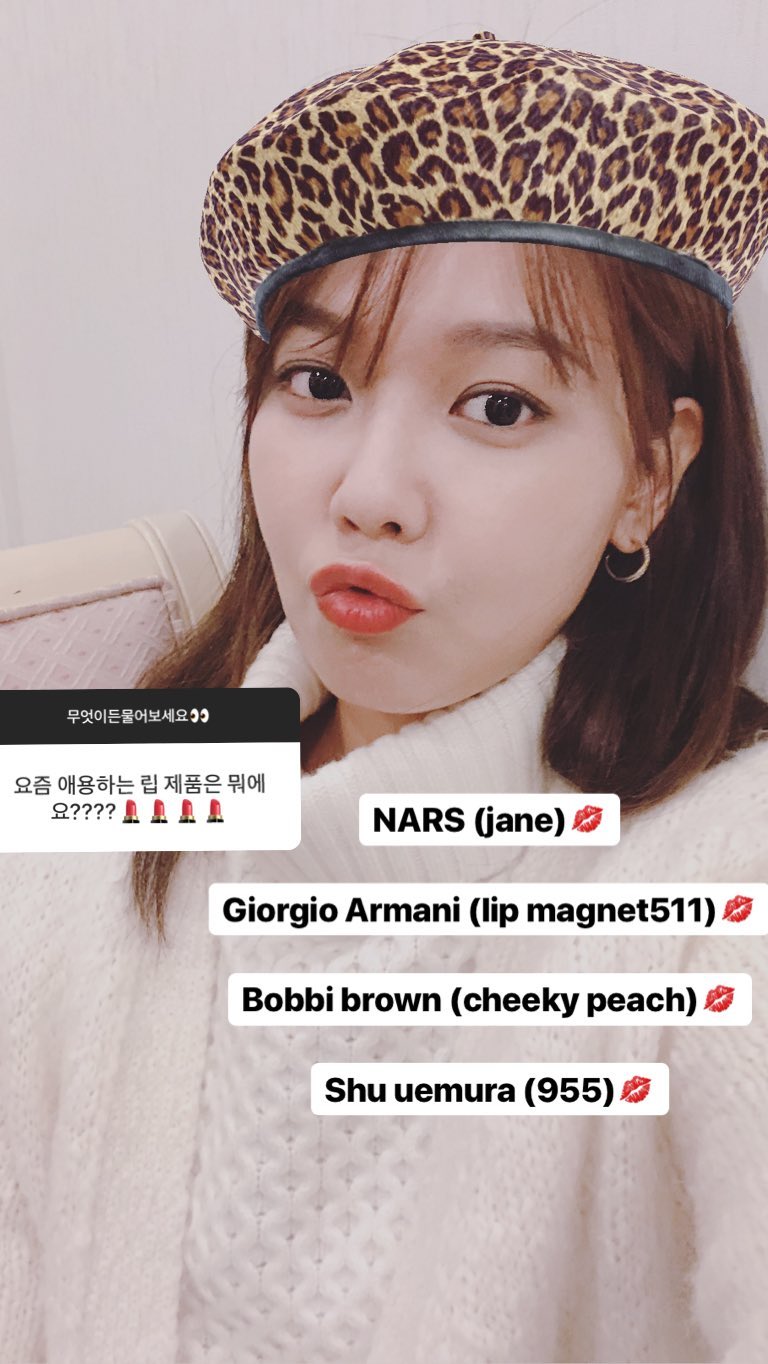 무엇이든물어보세요👀
요즘 애용하는 립 제품은 뭐에
요????💄💄💄💄
NARS (jane)💋
Giorgio Armani (lip magnet511)💋
Bobbi brown (cheeky peach)💋
Shu uemura (955)💋